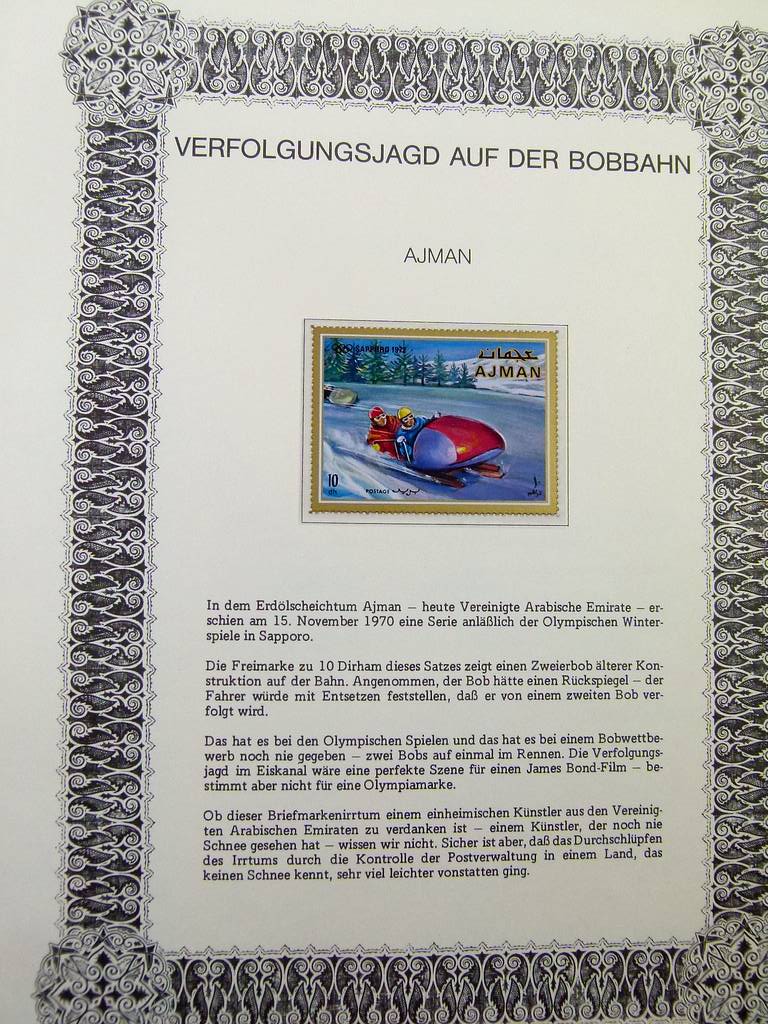 VERFOLGUNGSJAGD AUF DER BOBBAHN
AJMAN
SAPPORO 1972
عجمان
AJMAN
10
POSTAGE بريد
١٠
In dem Erdölscheichtum Ajman – heute Vereinigte Arabische Emirate – er-
schien am 15. November 1970 eine Serie anläßlich der Olympischen Winter-
spiele in Sapporo.
Die Freimarke zu 10 Dirham dieses Satzes zeigt einen Zweierbob älterer Kon-
struktion auf der Bahn. Angenommen, der Bob hätte einen Rückspiegel – der
Fahrer würde mit Entsetzen feststellen, daß er von einem zweiten Bob ver-
folgt wird.
Das hat es bei den Olympischen Spielen und das hat es bei einem Bobwettbe-
werb noch nie gegeben – zwei Bobs auf einmal im Rennen. Die Verfolgungs-
jagd im Eiskanal wäre eine perfekte Szene für einen James Bond-Film – be-
stimmt aber nicht für eine Olympiamarke.
Ob dieser Briefmarkenirrtum einem einheimischen Künstler aus den Vereinig-
ten Arabischen Emiraten zu verdanken ist – einem Künstler, der noch nie
Schnee gesehen hat – wissen wir nicht. Sicher ist aber, daß das Durchschlüpfen
des Irrtums durch die Kontrolle der Postverwaltung in einem Land, das
keinen Schnee kennt, sehr viel leichter vonstatten ging.